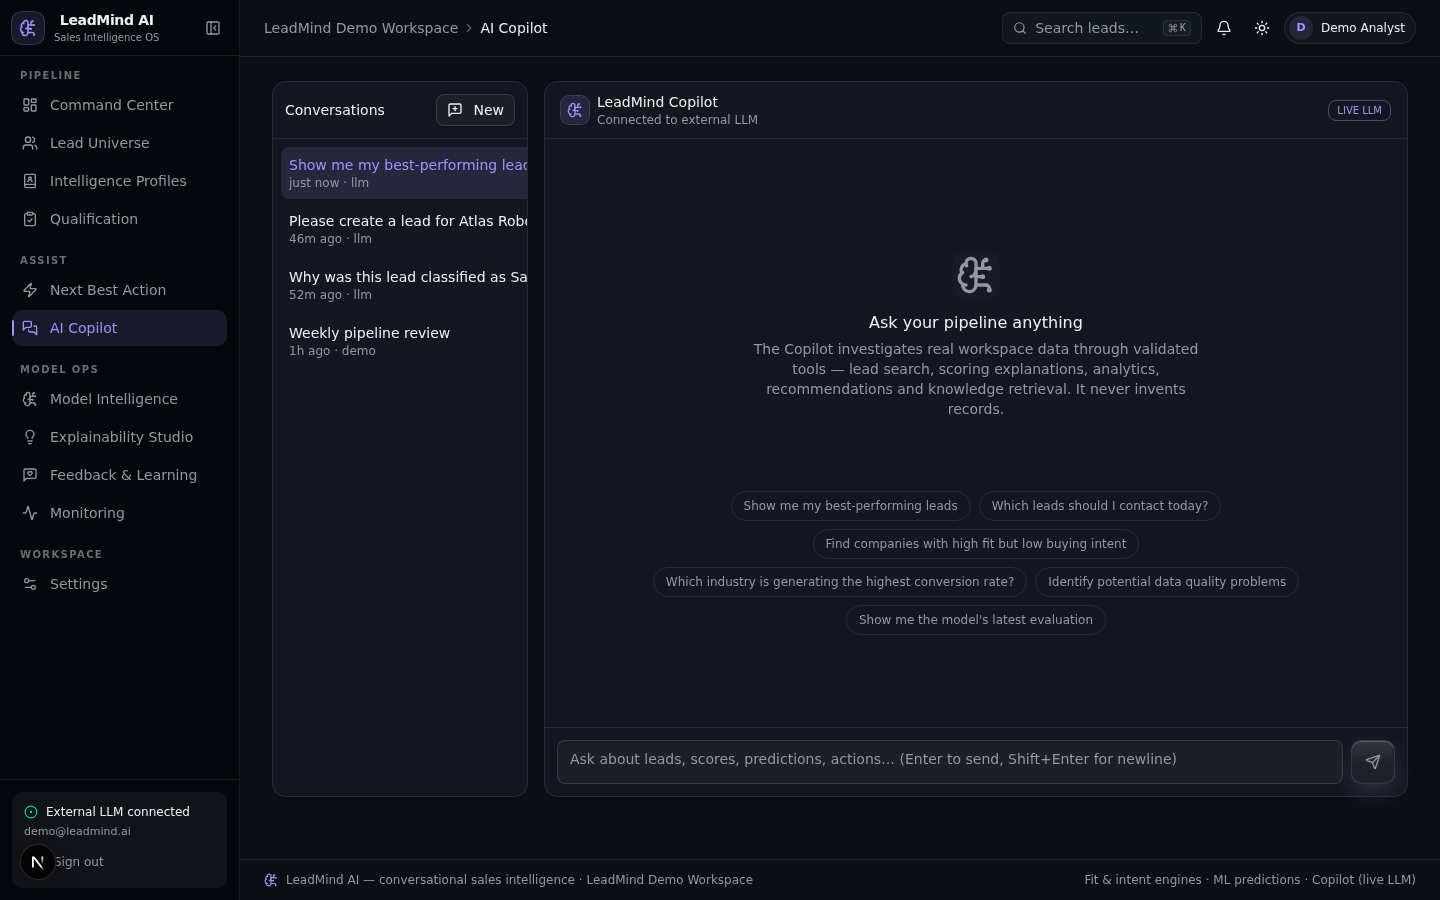 LeadMind AI
Sales Intelligence OS
PIPELINE
Command Center
Lead Universe
Intelligence Profiles
Qualification
ASSIST
Next Best Action
AI Copilot
MODEL OPS
Model Intelligence
Explainability Studio
Feedback & Learning
Monitoring
WORKSPACE
Settings
External LLM connected
demo@leadmind.ai
N
Sign out
LeadMind Demo Workspace > AI Copilot
Search leads...
⌘K
D
Demo Analyst
Conversations
New
Show me my best-performing lead
just now · llm
Please create a lead for Atlas Robo
46m ago · llm
Why was this lead classified as Sa
52m ago · llm
Weekly pipeline review
1h ago · demo
LeadMind Copilot
Connected to external LLM
LIVE LLM
Ask your pipeline anything
The Copilot investigates real workspace data through validated
tools — lead search, scoring explanations, analytics,
recommendations and knowledge retrieval. It never invents
records.
Show me my best-performing leads
Which leads should I contact today?
Find companies with high fit but low buying intent
Which industry is generating the highest conversion rate?
Identify potential data quality problems
Show me the model's latest evaluation
Ask about leads, scores, predictions, actions... (Enter to send, Shift+Enter for newline)
LeadMind AI — conversational sales intelligence · LeadMind Demo Workspace
Fit & intent engines · ML predictions · Copilot (live LLM)